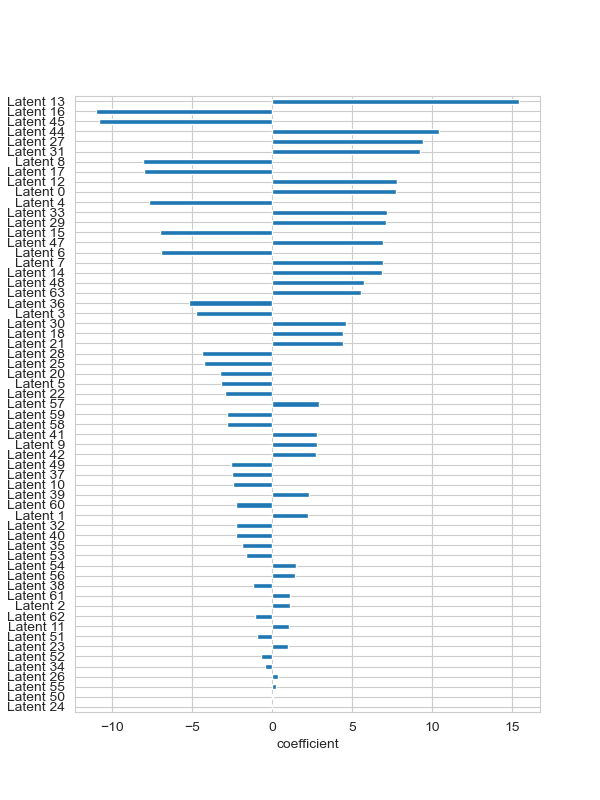 Latent 13
Latent 16
Latent 45
Latent 44
Latent 27
Latent 31
Latent 8
Latent 17
Latent 12
Latent 0
Latent 4
Latent 33
Latent 29
Latent 15
Latent 47
Latent 6
Latent 7
Latent 14
Latent 48
Latent 63
Latent 36
Latent 3
Latent 30
Latent 18
Latent 21
Latent 28
Latent 25
Latent 20
Latent 5
Latent 22
Latent 57
Latent 59
Latent 58
Latent 41
Latent 9
Latent 42
Latent 49
Latent 37
Latent 10
Latent 39
Latent 60
Latent 1
Latent 32
Latent 40
Latent 35
Latent 53
Latent 54
Latent 56
Latent 38
Latent 61
Latent 2
Latent 62
Latent 11
Latent 51
Latent 23
Latent 52
Latent 34
Latent 26
Latent 55
Latent 50
Latent 24
−10 −5 0 5 10 15
coefficient